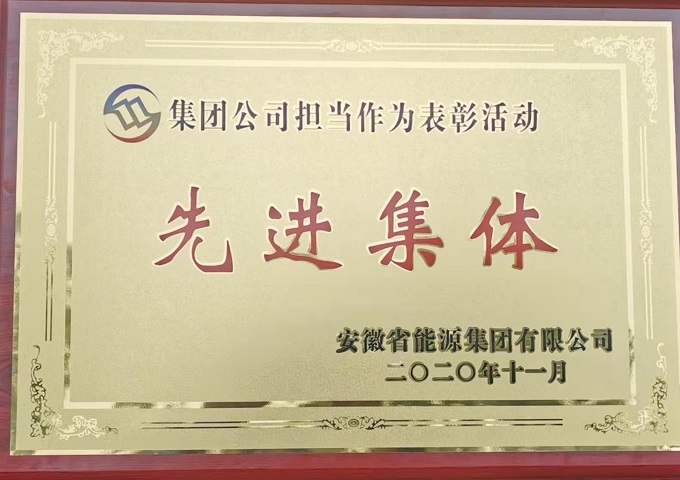 集团公司担当作为表彰活动
先进集体
安徽省能源集团有限公司
二〇二〇年十一月